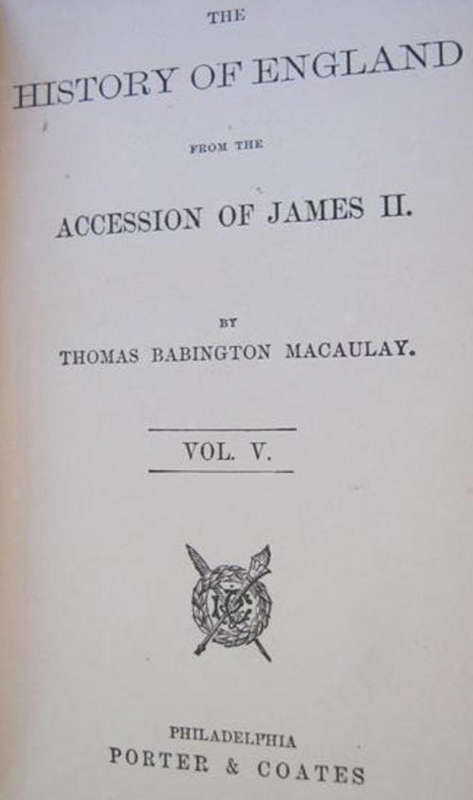 THE
HISTORY OF ENGLAND
FROM THE
ACCESSION OF JAMES II.
BY
THOMAS BABINGTON MACAULAY.
VOL. V.
PHILADELPHIA
PORTER & COATES